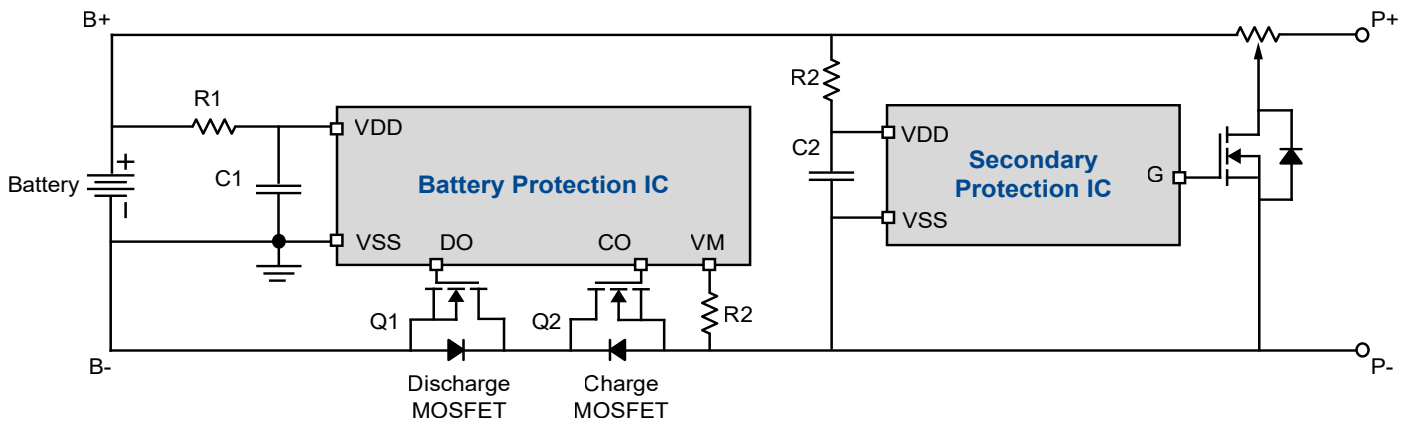 B+
P+
R1
R2
VDD
VDD
C2
Secondary
Protection IC
G
Battery
+
C1
Battery Protection IC
VSS
VSS
DO
CO
VM
Q1
Q2
R2
B-
P-
Discharge
MOSFET
Charge
MOSFET